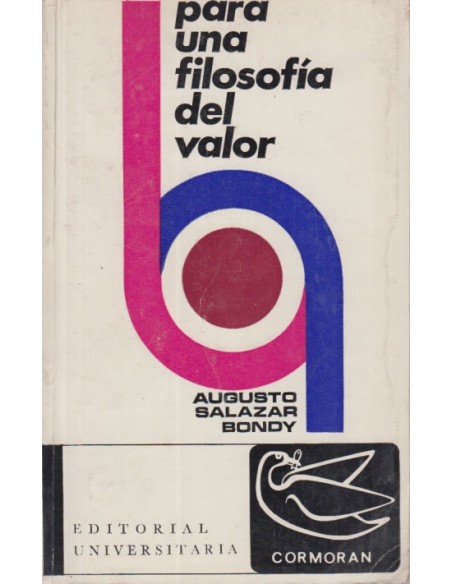 para
una
filosofía
del
valor
AUGUSTO
SALAZAR
BONDY
EDITORIAL
UNIVERSITARIA
CORMORAN